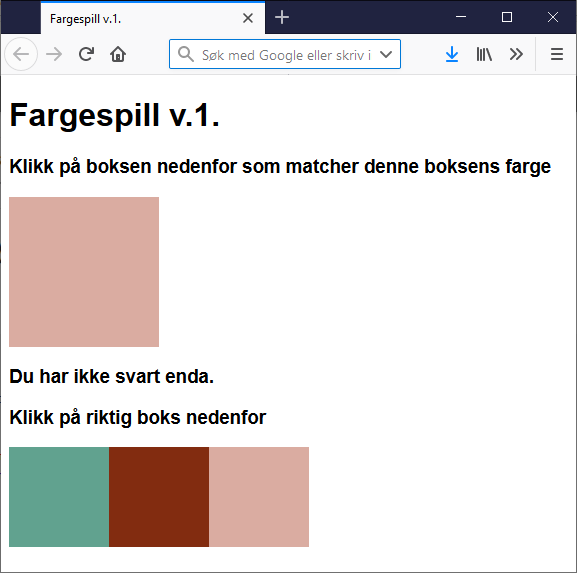 Fargespill v.1.
Søk med Google eller skriv i
Fargespill v.1.
Klikk på boksen nedenfor som matcher denne boksens farge
Du har ikke svart enda.
Klikk på riktig boks nedenfor